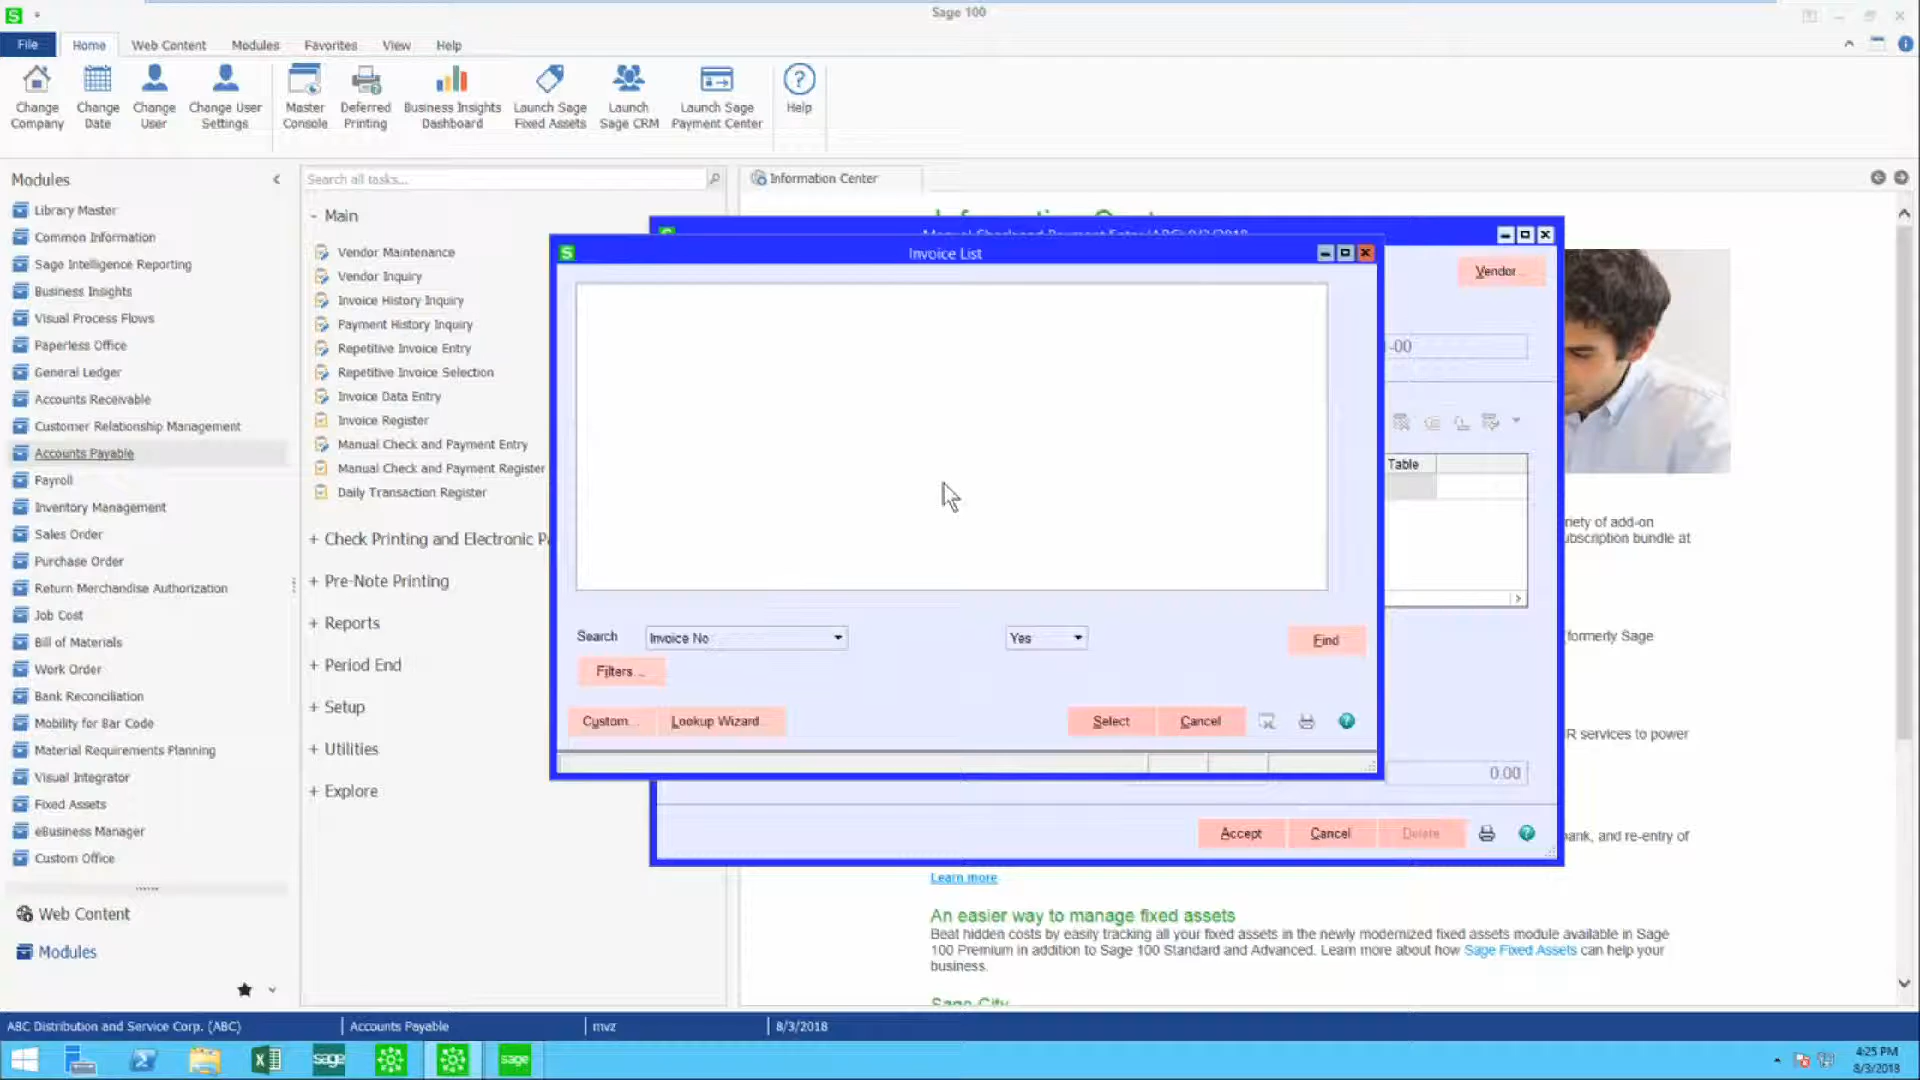 Sage 100
File
Home
Web Content
Modules
Favorites
View
Help
Change Company
Change Date
Change User
Change User Settings
Master Console
Deferred Printing
Business Insights Dashboard
Launch Sage Fixed Assets
Launch Sage CRM
Launch Sage Payment Center
Help
Modules
Library Master
Common Information
Sage Intelligence Reporting
Business Insights
Visual Process Flows
Paperless Office
General Ledger
Accounts Receivable
Customer Relationship Management
Accounts Payable
Payroll
Inventory Management
Sales Order
Purchase Order
Return Merchandise Authorization
Job Cost
Bill of Materials
Work Order
Bank Reconciliation
Mobility for Bar Code
Material Requirements Planning
Visual Integrator
Fixed Assets
eBusiness Manager
Custom Office
Web Content
Modules
Search all tasks...
- Main
Vendor Maintenance
Vendor Inquiry
Invoice History Inquiry
Payment History Inquiry
Repetitive Invoice Entry
Repetitive Invoice Selection
Invoice Data Entry
Invoice Register
Manual Check and Payment Entry
Manual Check and Payment Register
Daily Transaction Register
+ Check Printing and Electronic
+ Pre-Note Printing
+ Reports
+ Period End
+ Setup
+ Utilities
+ Explore
Information Center
Vendor...
-00
Table
0.00
Accept
Cancel
Delete
Invoice List
Search
Invoice No
Yes
Find
Filters...
Custom...
Lookup Wizard...
Select
Cancel
riety of add-on
ubscription bundle at
(formerly Sage
R services to power
bank, and re-entry of
Learn more
An easier way to manage fixed assets
Beat hidden costs by easily tracking all your fixed assets in the newly modernized fixed assets module available in Sage
100 Premium in addition to Sage 100 Standard and Advanced. Learn more about how Sage Fixed Assets can help your
business.
Sage City
ABC Distribution and Service Corp. (ABC)
Accounts Payable
mvz
8/3/2018
sage
sage
4:25 PM
8/3/2018